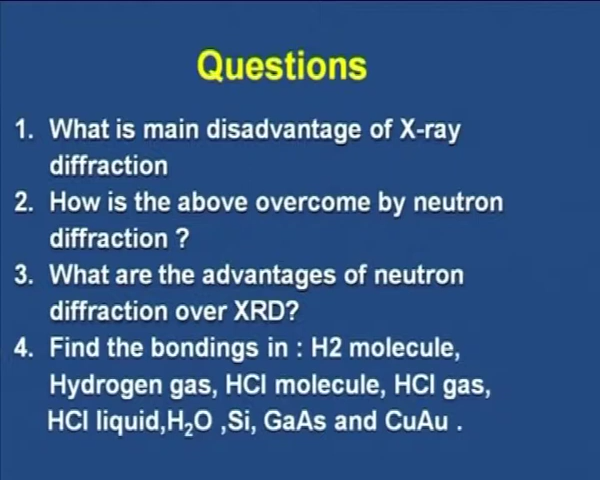 Questions
1. What is main disadvantage of X-ray
diffraction
2. How is the above overcome by neutron
diffraction ?
3. What are the advantages of neutron
diffraction over XRD?
4. Find the bondings in : H2 molecule,
Hydrogen gas, HCl molecule, HCl gas,
HCl liquid,H₂O ,Si, GaAs and CuAu .